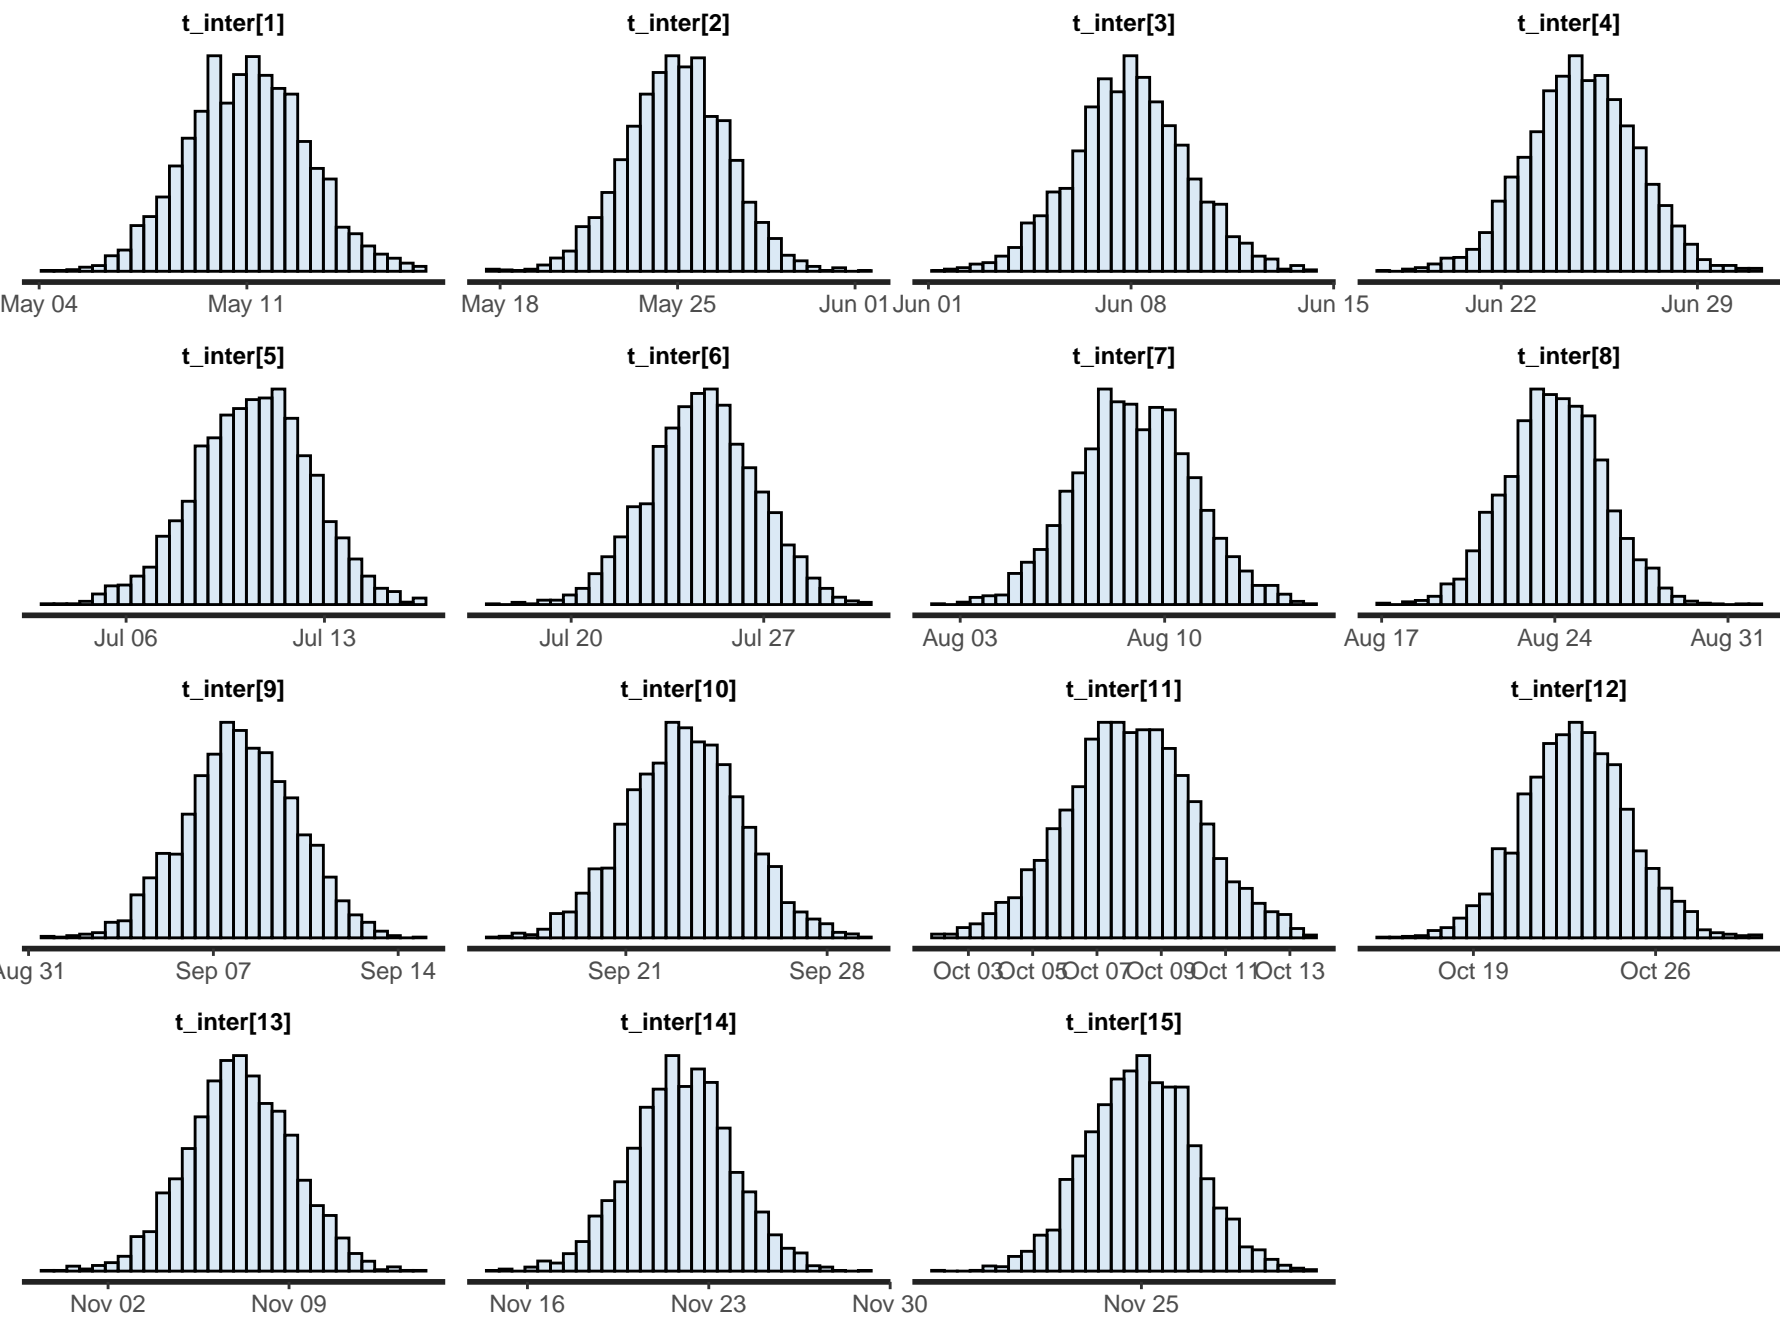 t_inter[1] t_inter[2] t_inter[3] t_inter[4]
May 04 May 11 May 18 May 25 Jun 01 Jun 01 Jun 08 Jun 15 Jun 22 Jun 29
t_inter[5] t_inter[6] t_inter[7] t_inter[8]
Jul 06 Jul 13 Jul 20 Jul 27 Aug 03 Aug 10 Aug 17 Aug 24 Aug 31
t_inter[9] t_inter[10] t_inter[11] t_inter[12]
Aug 31 Sep 07 Sep 14 Sep 21 Sep 28 Oct 03 Oct 05 Oct 07 Oct 09 Oct 11 Oct 13 Oct 19 Oct 26
t_inter[13] t_inter[14] t_inter[15]
Nov 02 Nov 09 Nov 16 Nov 23 Nov 30 Nov 25